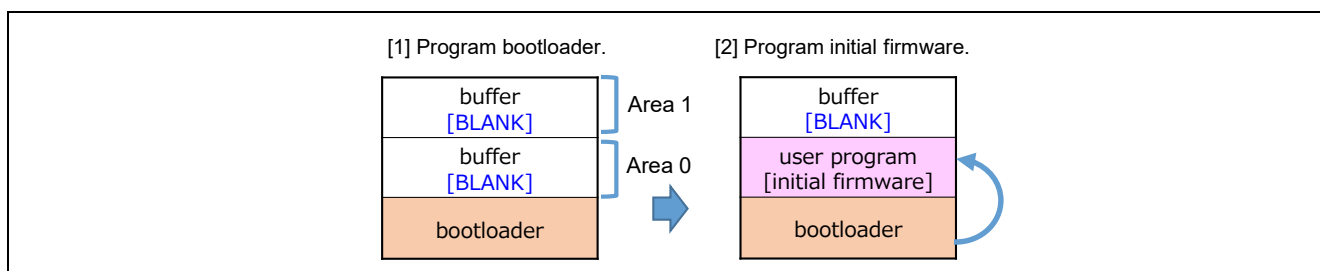 [1] Program bootloader.
buffer
[BLANK]
Area 1
buffer
[BLANK]
Area 0
bootloader
[2] Program initial firmware.
buffer
[BLANK]
user program
[initial firmware]
bootloader